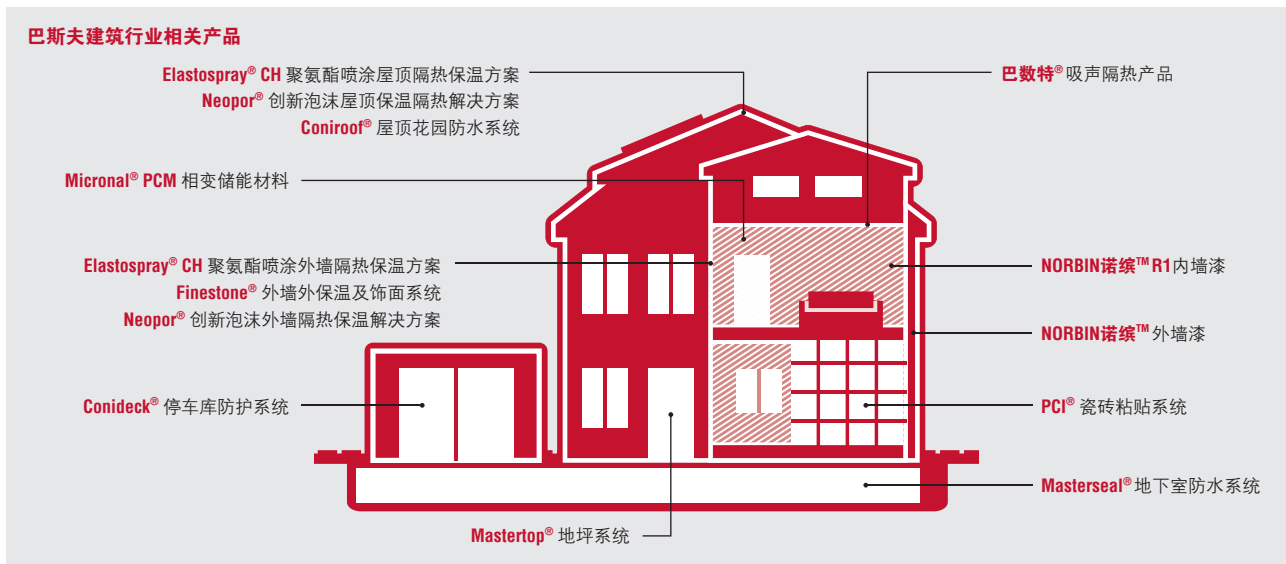 巴斯夫建筑行业相关产品
Elastospray® CH 聚氨酯喷涂屋顶隔热保温方案
Neopor® 创新泡沫屋顶保温隔热解决方案
Coniroof® 屋顶花园防水系统
巴数特® 吸声隔热产品
Micronal® PCM 相变储能材料
Elastospray® CH 聚氨酯喷涂外墙隔热保温方案
Finestone® 外墙外保温及饰面系统
Neopor® 创新泡沫外墙隔热保温解决方案
NORBIN诺缤™ R1内墙漆
NORBIN诺缤™ 外墙漆
Conideck® 停车库防护系统
PCI® 瓷砖粘贴系统
Masterseal® 地下室防水系统
Mastertop® 地坪系统